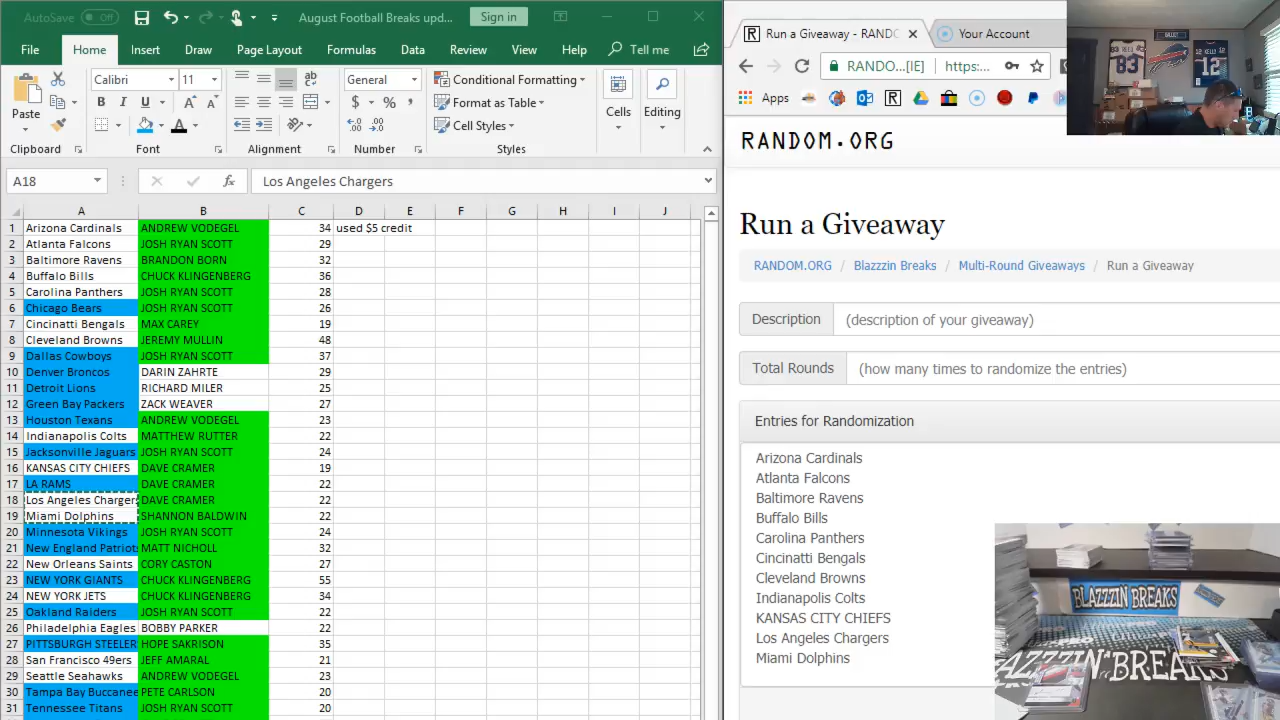 AutoSave Off August Football Breaks upd... Sign in
File Home Insert Draw Page Layout Formulas Data Review View Help Tell me
Paste
Clipboard
Calibri 11
B I U A A
A
Font
Alignment
General
$ % 9
Number
Conditional Formatting
Format as Table
Cell Styles
Styles
Cells
Editing
A18 fx Los Angeles Chargers
A B C D E F G H I J
1 Arizona Cardinals ANDREW VODEGEL 34 used $5 credit
2 Atlanta Falcons JOSH RYAN SCOTT 29
3 Baltimore Ravens BRANDON BORN 32
4 Buffalo Bills CHUCK KLINGENBERG 36
5 Carolina Panthers JOSH RYAN SCOTT 28
6 Chicago Bears JOSH RYAN SCOTT 26
7 Cincinatti Bengals MAX CAREY 19
8 Cleveland Browns JEREMY MULLIN 48
9 Dallas Cowboys JOSH RYAN SCOTT 37
10 Denver Broncos DARIN ZAHRTE 29
11 Detroit Lions RICHARD MILER 25
12 Green Bay Packers ZACK WEAVER 27
13 Houston Texans ANDREW VODEGEL 23
14 Indianapolis Colts MATTHEW RUTTER 22
15 Jacksonville Jaguars JOSH RYAN SCOTT 24
16 KANSAS CITY CHIEFS DAVE CRAMER 19
17 LA RAMS DAVE CRAMER 22
18 Los Angeles Chargers DAVE CRAMER 22
19 Miami Dolphins SHANNON BALDWIN 22
20 Minnesota Vikings JOSH RYAN SCOTT 24
21 New England Patriots MATT NICHOLL 32
22 New Orleans Saints CORY CASTON 27
23 NEW YORK GIANTS CHUCK KLINGENBERG 55
24 NEW YORK JETS CHUCK KLINGENBERG 34
25 Oakland Raiders JOSH RYAN SCOTT 22
26 Philadelphia Eagles BOBBY PARKER 22
27 PITTSBURGH STEELER HOPE SAKRISON 35
28 San Francisco 49ers JEFF AMARAL 21
29 Seattle Seahawks ANDREW VODEGEL 23
30 Tampa Bay Buccanee PETE CARLSON 20
31 Tennessee Titans JOSH RYAN SCOTT 20
R Run a Giveaway - RANDO Your Account
RANDO... [IE] https:...
Apps
RANDOM.ORG
Run a Giveaway
RANDOM.ORG / Blazzzin Breaks / Multi-Round Giveaways / Run a Giveaway
Description (description of your giveaway)
Total Rounds (how many times to randomize the entries)
Entries for Randomization
Arizona Cardinals
Atlanta Falcons
Baltimore Ravens
Buffalo Bills
Carolina Panthers
Cincinatti Bengals
Cleveland Browns
Indianapolis Colts
KANSAS CITY CHIEFS
Los Angeles Chargers
Miami Dolphins
REED
83
KELLY
12
BLAZZZIN BREAKS
BREAKS